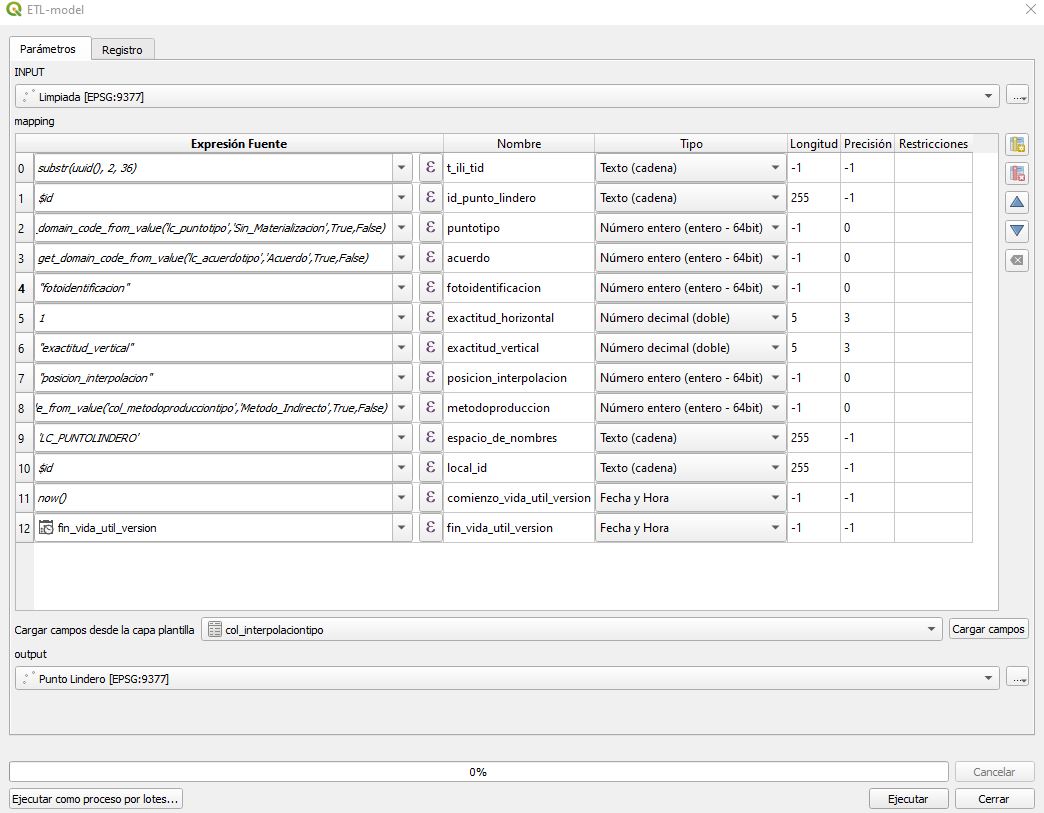 ETL-model
Parámetros Registro
INPUT
Limpiada [EPSG:9377] ...
mapping
Expresión Fuente Nombre Tipo Longitud Precisión Restricciones
0 substr(uuid(), 2, 36) ε t_ili_tid Texto (cadena) -1 -1
1 $id ε id_punto_lindero Texto (cadena) 255 -1
2 _domain_code_from_value('lc_puntotipo','Sin_Materializacion',True,False) ε puntotipo Número entero (entero - 64bit) -1 0
3 get_domain_code_from_value('lc_acuerdotipo','Acuerdo',True,False) ε acuerdo Número entero (entero - 64bit) -1 0
4 "fotoidentificacion" ε fotoidentificacion Número entero (entero - 64bit) -1 0
5 1 ε exactitud_horizontal Número decimal (doble) 5 3
6 "exactitud_vertical" ε exactitud_vertical Número decimal (doble) 5 3
7 "posicion_interpolacion" ε posicion_interpolacion Número entero (entero - 64bit) -1 0
8 e_from_value('col_metodoproducciontipo','Metodo_Indirecto',True,False) ε metodoproduccion Número entero (entero - 64bit) -1 0
9 'LC_PUNTOLINDERO' ε espacio_de_nombres Texto (cadena) 255 -1
10 $id ε local_id Texto (cadena) 255 -1
11 now() ε comienzo_vida_util_version Fecha y Hora -1 -1
12 fin_vida_util_version ε fin_vida_util_version Fecha y Hora -1 -1
Cargar campos desde la capa plantilla col_interpolaciontipo Cargar campos
output
Punto Lindero [EPSG:9377] ...
0% Cancelar
Ejecutar como proceso por lotes... Ejecutar Cerrar